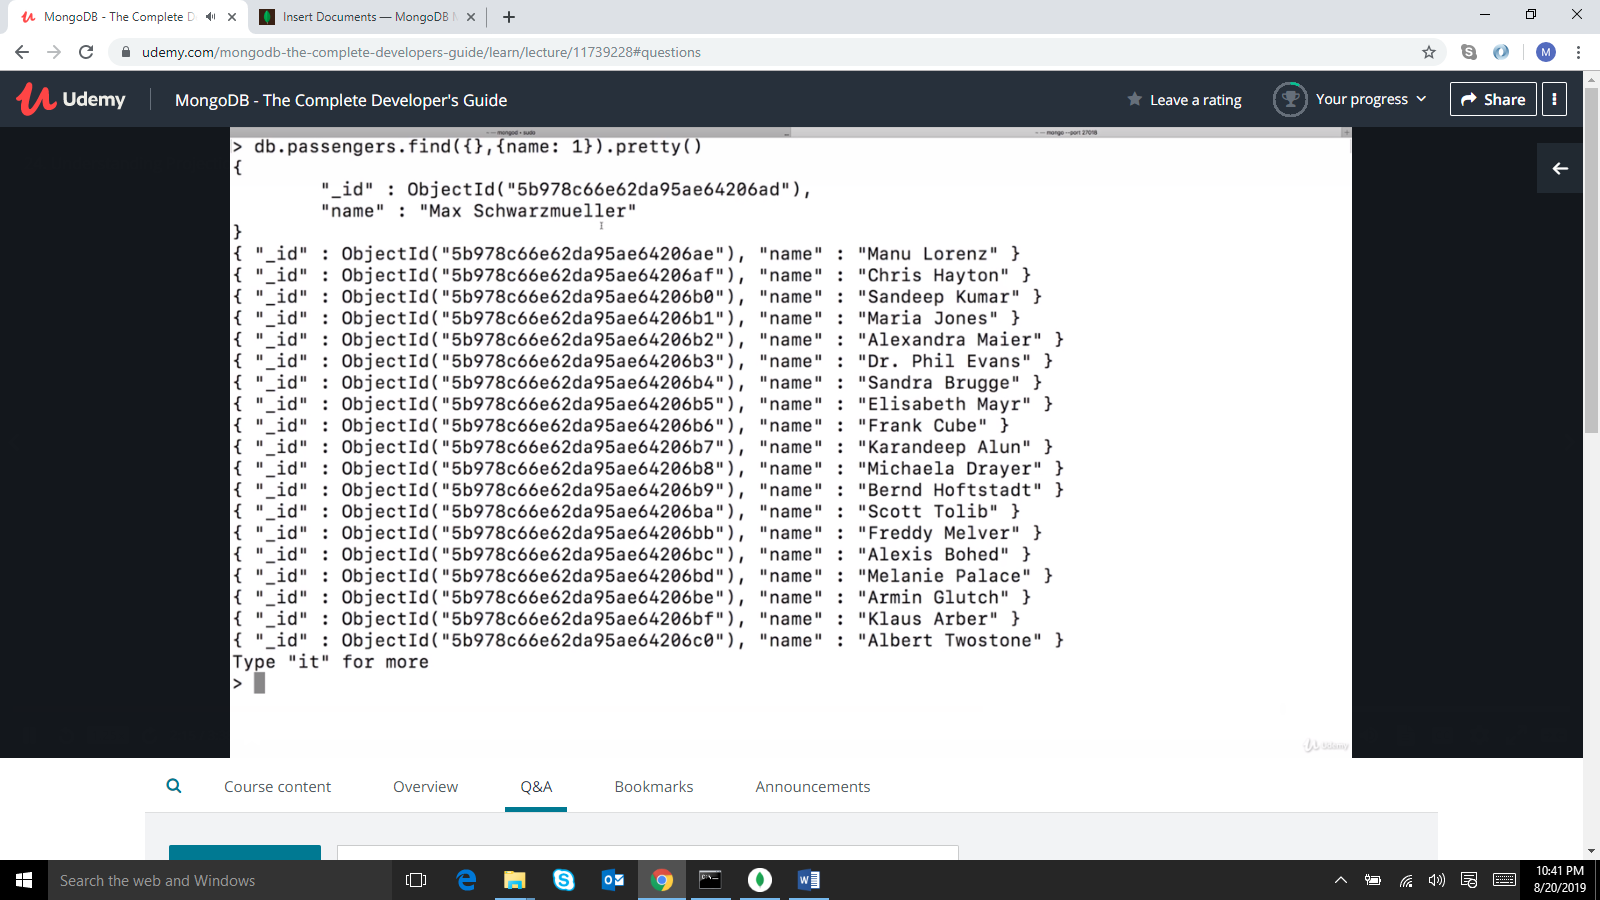 MongoDB - The Complete D
Insert Documents — MongoDB M
udemy.com/mongodb-the-complete-developers-guide/learn/lecture/11739228#questions
M
Udemy
MongoDB - The Complete Developer's Guide
Leave a rating
Your progress
Share
mongod • sudo
mongo --port 27018
> db.passengers.find({},{name: 1}).pretty()
{
"_id" : ObjectId("5b978c66e62da95ae64206ad"),
"name" : "Max Schwarzmueller"
}
{ "_id" : ObjectId("5b978c66e62da95ae64206ae"), "name" : "Manu Lorenz" }
{ "_id" : ObjectId("5b978c66e62da95ae64206af"), "name" : "Chris Hayton" }
{ "_id" : ObjectId("5b978c66e62da95ae64206b0"), "name" : "Sandeep Kumar" }
{ "_id" : ObjectId("5b978c66e62da95ae64206b1"), "name" : "Maria Jones" }
{ "_id" : ObjectId("5b978c66e62da95ae64206b2"), "name" : "Alexandra Maier" }
{ "_id" : ObjectId("5b978c66e62da95ae64206b3"), "name" : "Dr. Phil Evans" }
{ "_id" : ObjectId("5b978c66e62da95ae64206b4"), "name" : "Sandra Brugge" }
{ "_id" : ObjectId("5b978c66e62da95ae64206b5"), "name" : "Elisabeth Mayr" }
{ "_id" : ObjectId("5b978c66e62da95ae64206b6"), "name" : "Frank Cube" }
{ "_id" : ObjectId("5b978c66e62da95ae64206b7"), "name" : "Karandeep Alun" }
{ "_id" : ObjectId("5b978c66e62da95ae64206b8"), "name" : "Michaela Drayer" }
{ "_id" : ObjectId("5b978c66e62da95ae64206b9"), "name" : "Bernd Hoftstadt" }
{ "_id" : ObjectId("5b978c66e62da95ae64206ba"), "name" : "Scott Tolib" }
{ "_id" : ObjectId("5b978c66e62da95ae64206bb"), "name" : "Freddy Melver" }
{ "_id" : ObjectId("5b978c66e62da95ae64206bc"), "name" : "Alexis Bohed" }
{ "_id" : ObjectId("5b978c66e62da95ae64206bd"), "name" : "Melanie Palace" }
{ "_id" : ObjectId("5b978c66e62da95ae64206be"), "name" : "Armin Glutch" }
{ "_id" : ObjectId("5b978c66e62da95ae64206bf"), "name" : "Klaus Arber" }
{ "_id" : ObjectId("5b978c66e62da95ae64206c0"), "name" : "Albert Twostone" }
Type "it" for more
>
Udemy
Course content
Overview
Q&A
Bookmarks
Announcements
Search the web and Windows
10:41 PM
8/20/2019